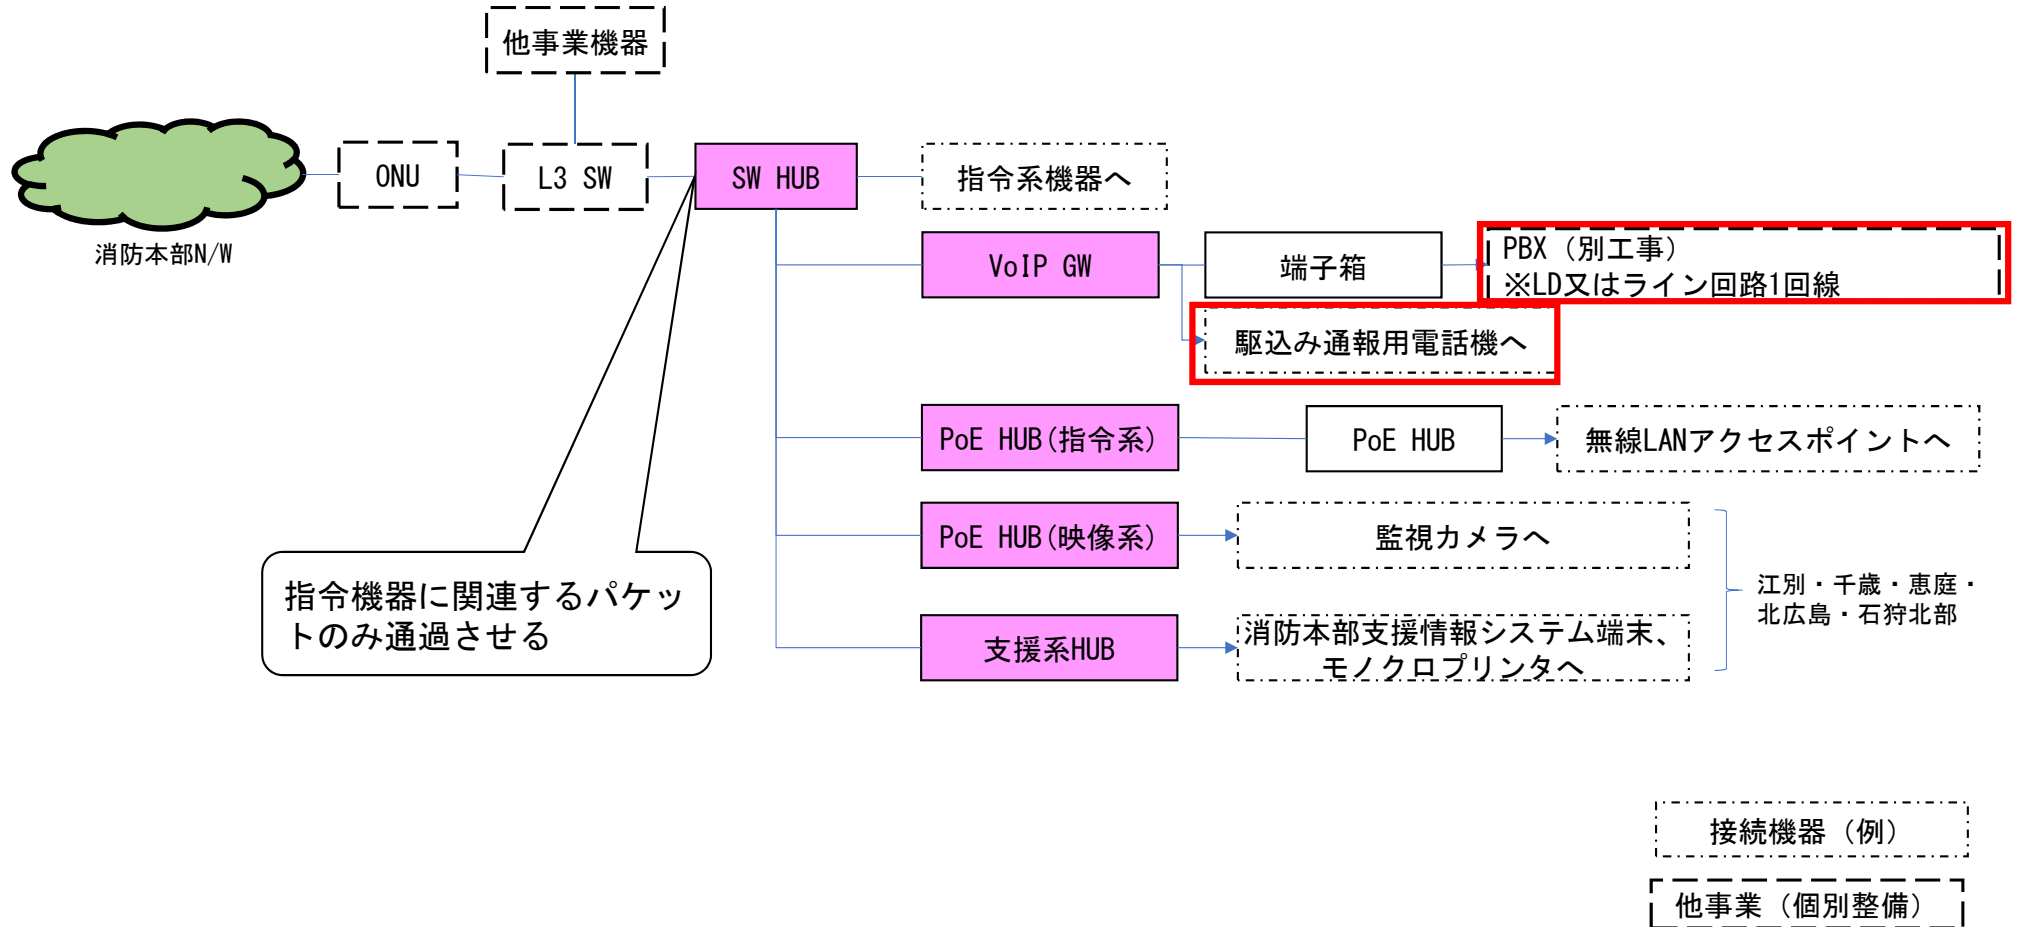 他事業機器
ONU
L3 SW
SW HUB
指令系機器へ
消防本部N/W
VoIP GW
端子箱
PBX（別工事）
※LD又はライン回路1回線
駆込み通報用電話機へ
PoE HUB(指令系)
PoE HUB
無線LANアクセスポイントへ
PoE HUB(映像系)
監視カメラへ
指令機器に関連するパケッ
トのみ通過させる
江別・千歳・恵庭・
北広島・石狩北部
支援系HUB
消防本部支援情報システム端末、
モノクロプリンタへ
接続機器（例）
他事業（個別整備）